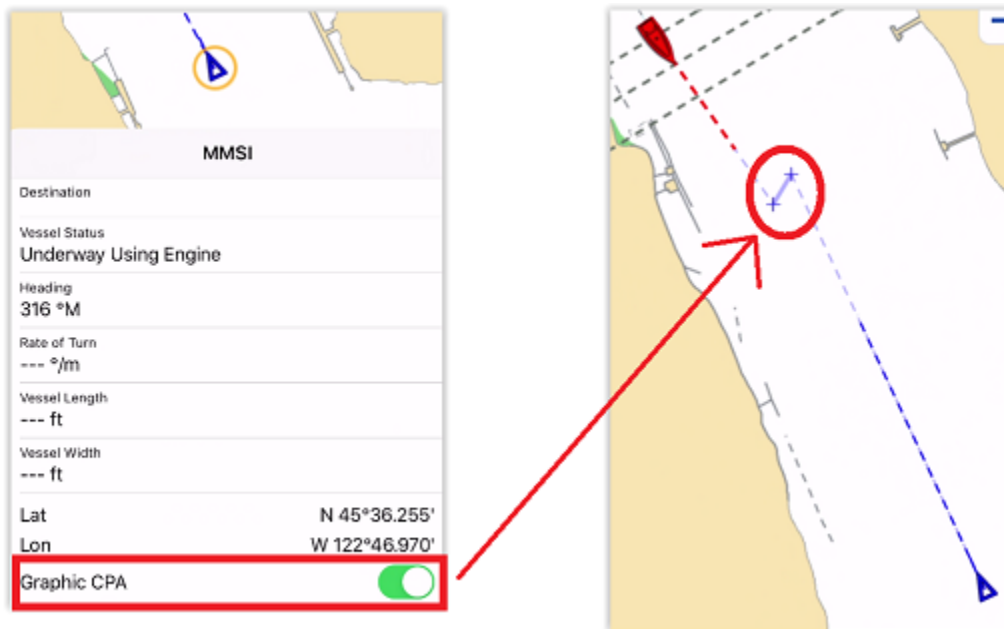 MMSI
Destination
Vessel Status
Underway Using Engine
Heading
316 °M
Rate of Turn
--- °/m
Vessel Length
--- ft
Vessel Width
--- ft
Lat N 45°36.255'
Lon W 122°46.970'
Graphic CPA